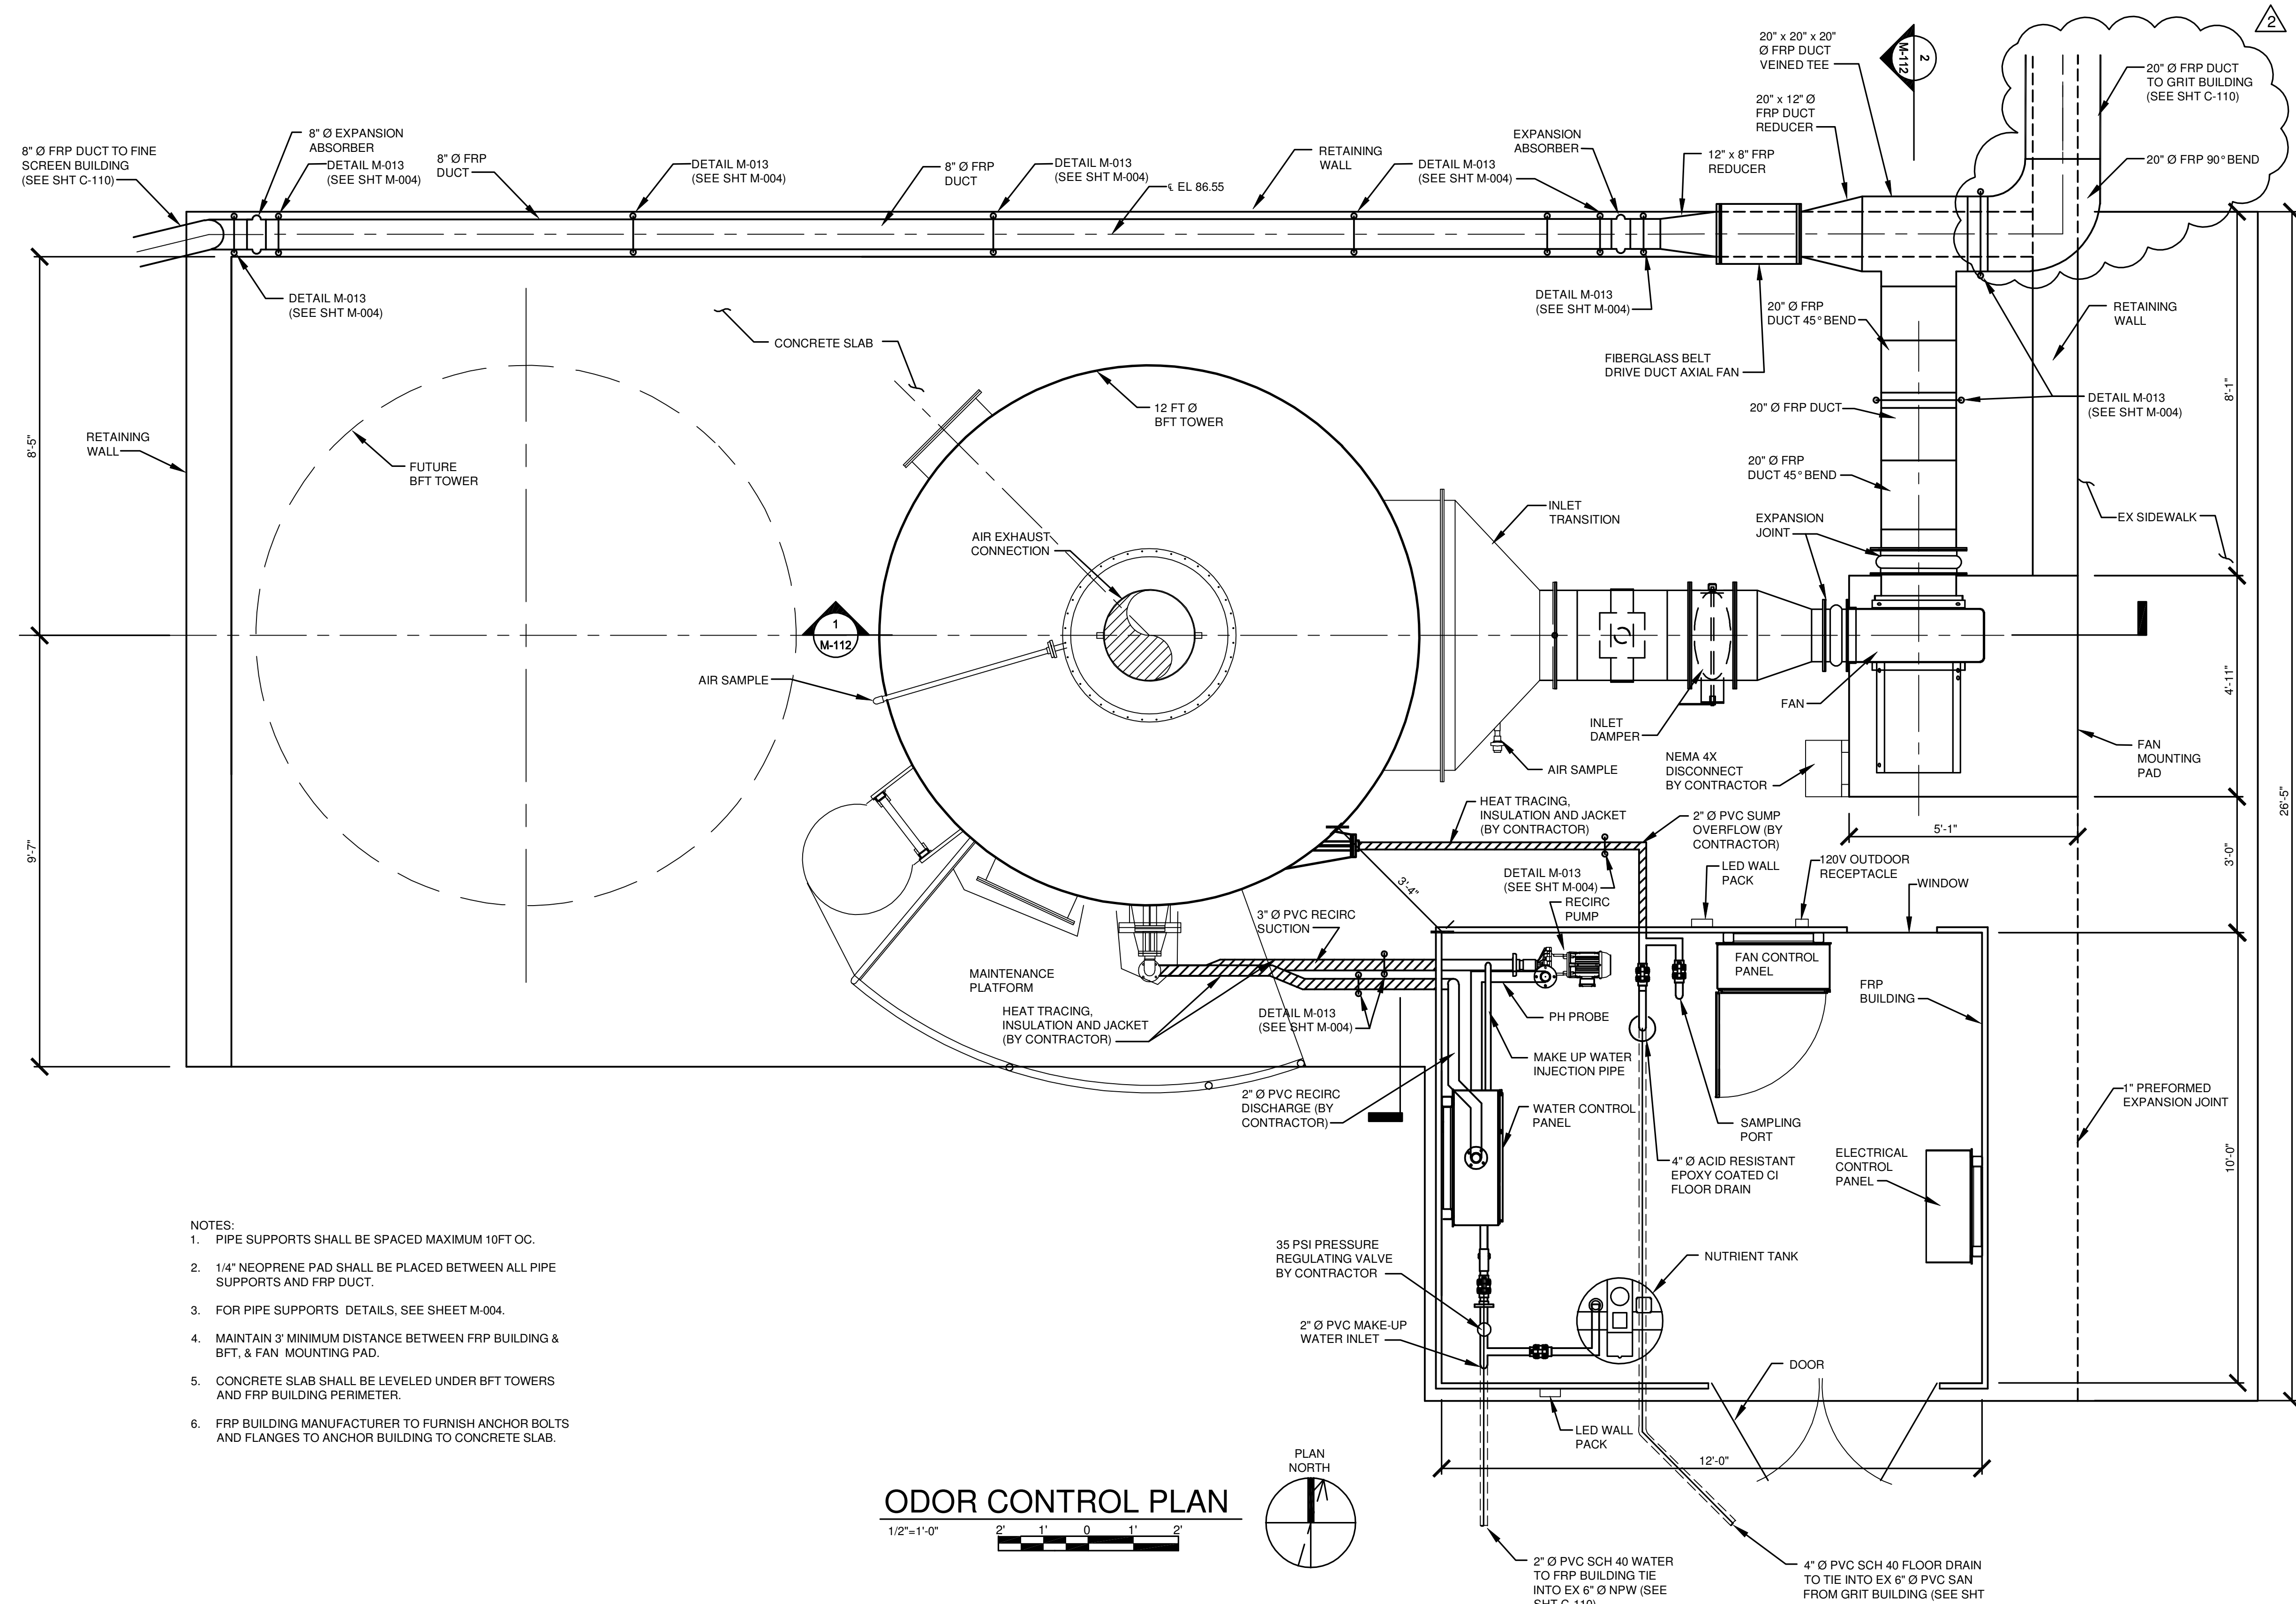 2
20" x 20" x 20"
Ø FRP DUCT
VEINED TEE
2
M-112
20" Ø FRP DUCT
TO GRIT BUILDING
(SEE SHT C-110)
20" x 12" Ø
FRP DUCT
REDUCER
8" Ø FRP DUCT TO FINE
SCREEN BUILDING
(SEE SHT C-110)
8" Ø EXPANSION
ABSORBER
DETAIL M-013
(SEE SHT M-004)
8" Ø FRP
DUCT
DETAIL M-013
(SEE SHT M-004)
8" Ø FRP
DUCT
DETAIL M-013
(SEE SHT M-004)
℄ EL 86.55
RETAINING
WALL
DETAIL M-013
(SEE SHT M-004)
EXPANSION
ABSORBER
12" x 8" FRP
REDUCER
20" Ø FRP 90° BEND
DETAIL M-013
(SEE SHT M-004)
DETAIL M-013
(SEE SHT M-004)
20" Ø FRP
DUCT 45° BEND
RETAINING
WALL
CONCRETE SLAB
FIBERGLASS BELT
DRIVE DUCT AXIAL FAN
12 FT Ø
BFT TOWER
20" Ø FRP DUCT
DETAIL M-013
(SEE SHT M-004)
8'-1"
8'-5"
RETAINING
WALL
FUTURE
BFT TOWER
20" Ø FRP
DUCT 45° BEND
INLET
TRANSITION
EXPANSION
JOINT
EX SIDEWALK
AIR EXHAUST
CONNECTION
1
M-112
AIR SAMPLE
4'-11"
FAN
INLET
DAMPER
FAN
MOUNTING
PAD
AIR SAMPLE
NEMA 4X
DISCONNECT
BY CONTRACTOR
26'-5"
HEAT TRACING,
INSULATION AND JACKET
(BY CONTRACTOR)
2" Ø PVC SUMP
OVERFLOW (BY
CONTRACTOR)
5'-1"
9'-7"
3'-0"
LED WALL
PACK
120V OUTDOOR
RECEPTACLE
WINDOW
DETAIL M-013
(SEE SHT M-004)
3'-4"
RECIRC
PUMP
3" Ø PVC RECIRC
SUCTION
MAINTENANCE
PLATFORM
FAN CONTROL
PANEL
FRP
BUILDING
HEAT TRACING,
INSULATION AND JACKET
(BY CONTRACTOR)
DETAIL M-013
(SEE SHT M-004)
PH PROBE
MAKE UP WATER
INJECTION PIPE
2" Ø PVC RECIRC
DISCHARGE (BY
CONTRACTOR)
WATER CONTROL
PANEL
SAMPLING
PORT
1" PREFORMED
EXPANSION JOINT
10'-0"
4" Ø ACID RESISTANT
EPOXY COATED CI
FLOOR DRAIN
ELECTRICAL
CONTROL
PANEL
NOTES:
1. PIPE SUPPORTS SHALL BE SPACED MAXIMUM 10FT OC.
2. 1/4" NEOPRENE PAD SHALL BE PLACED BETWEEN ALL PIPE
SUPPORTS AND FRP DUCT.
3. FOR PIPE SUPPORTS DETAILS, SEE SHEET M-004.
4. MAINTAIN 3' MINIMUM DISTANCE BETWEEN FRP BUILDING &
BFT, & FAN MOUNTING PAD.
5. CONCRETE SLAB SHALL BE LEVELED UNDER BFT TOWERS
AND FRP BUILDING PERIMETER.
6. FRP BUILDING MANUFACTURER TO FURNISH ANCHOR BOLTS
AND FLANGES TO ANCHOR BUILDING TO CONCRETE SLAB.
35 PSI PRESSURE
REGULATING VALVE
BY CONTRACTOR
NUTRIENT TANK
2" Ø PVC MAKE-UP
WATER INLET
DOOR
LED WALL
PACK
12'-0"
PLAN
NORTH
ODOR CONTROL PLAN
1/2"=1'-0"
2' 1' 0 1' 2'
2" Ø PVC SCH 40 WATER
TO FRP BUILDING TIE
INTO EX 6" Ø NPW (SEE
SHT C-110)
4" Ø PVC SCH 40 FLOOR DRAIN
TO TIE INTO EX 6" Ø PVC SAN
FROM GRIT BUILDING (SEE SHT